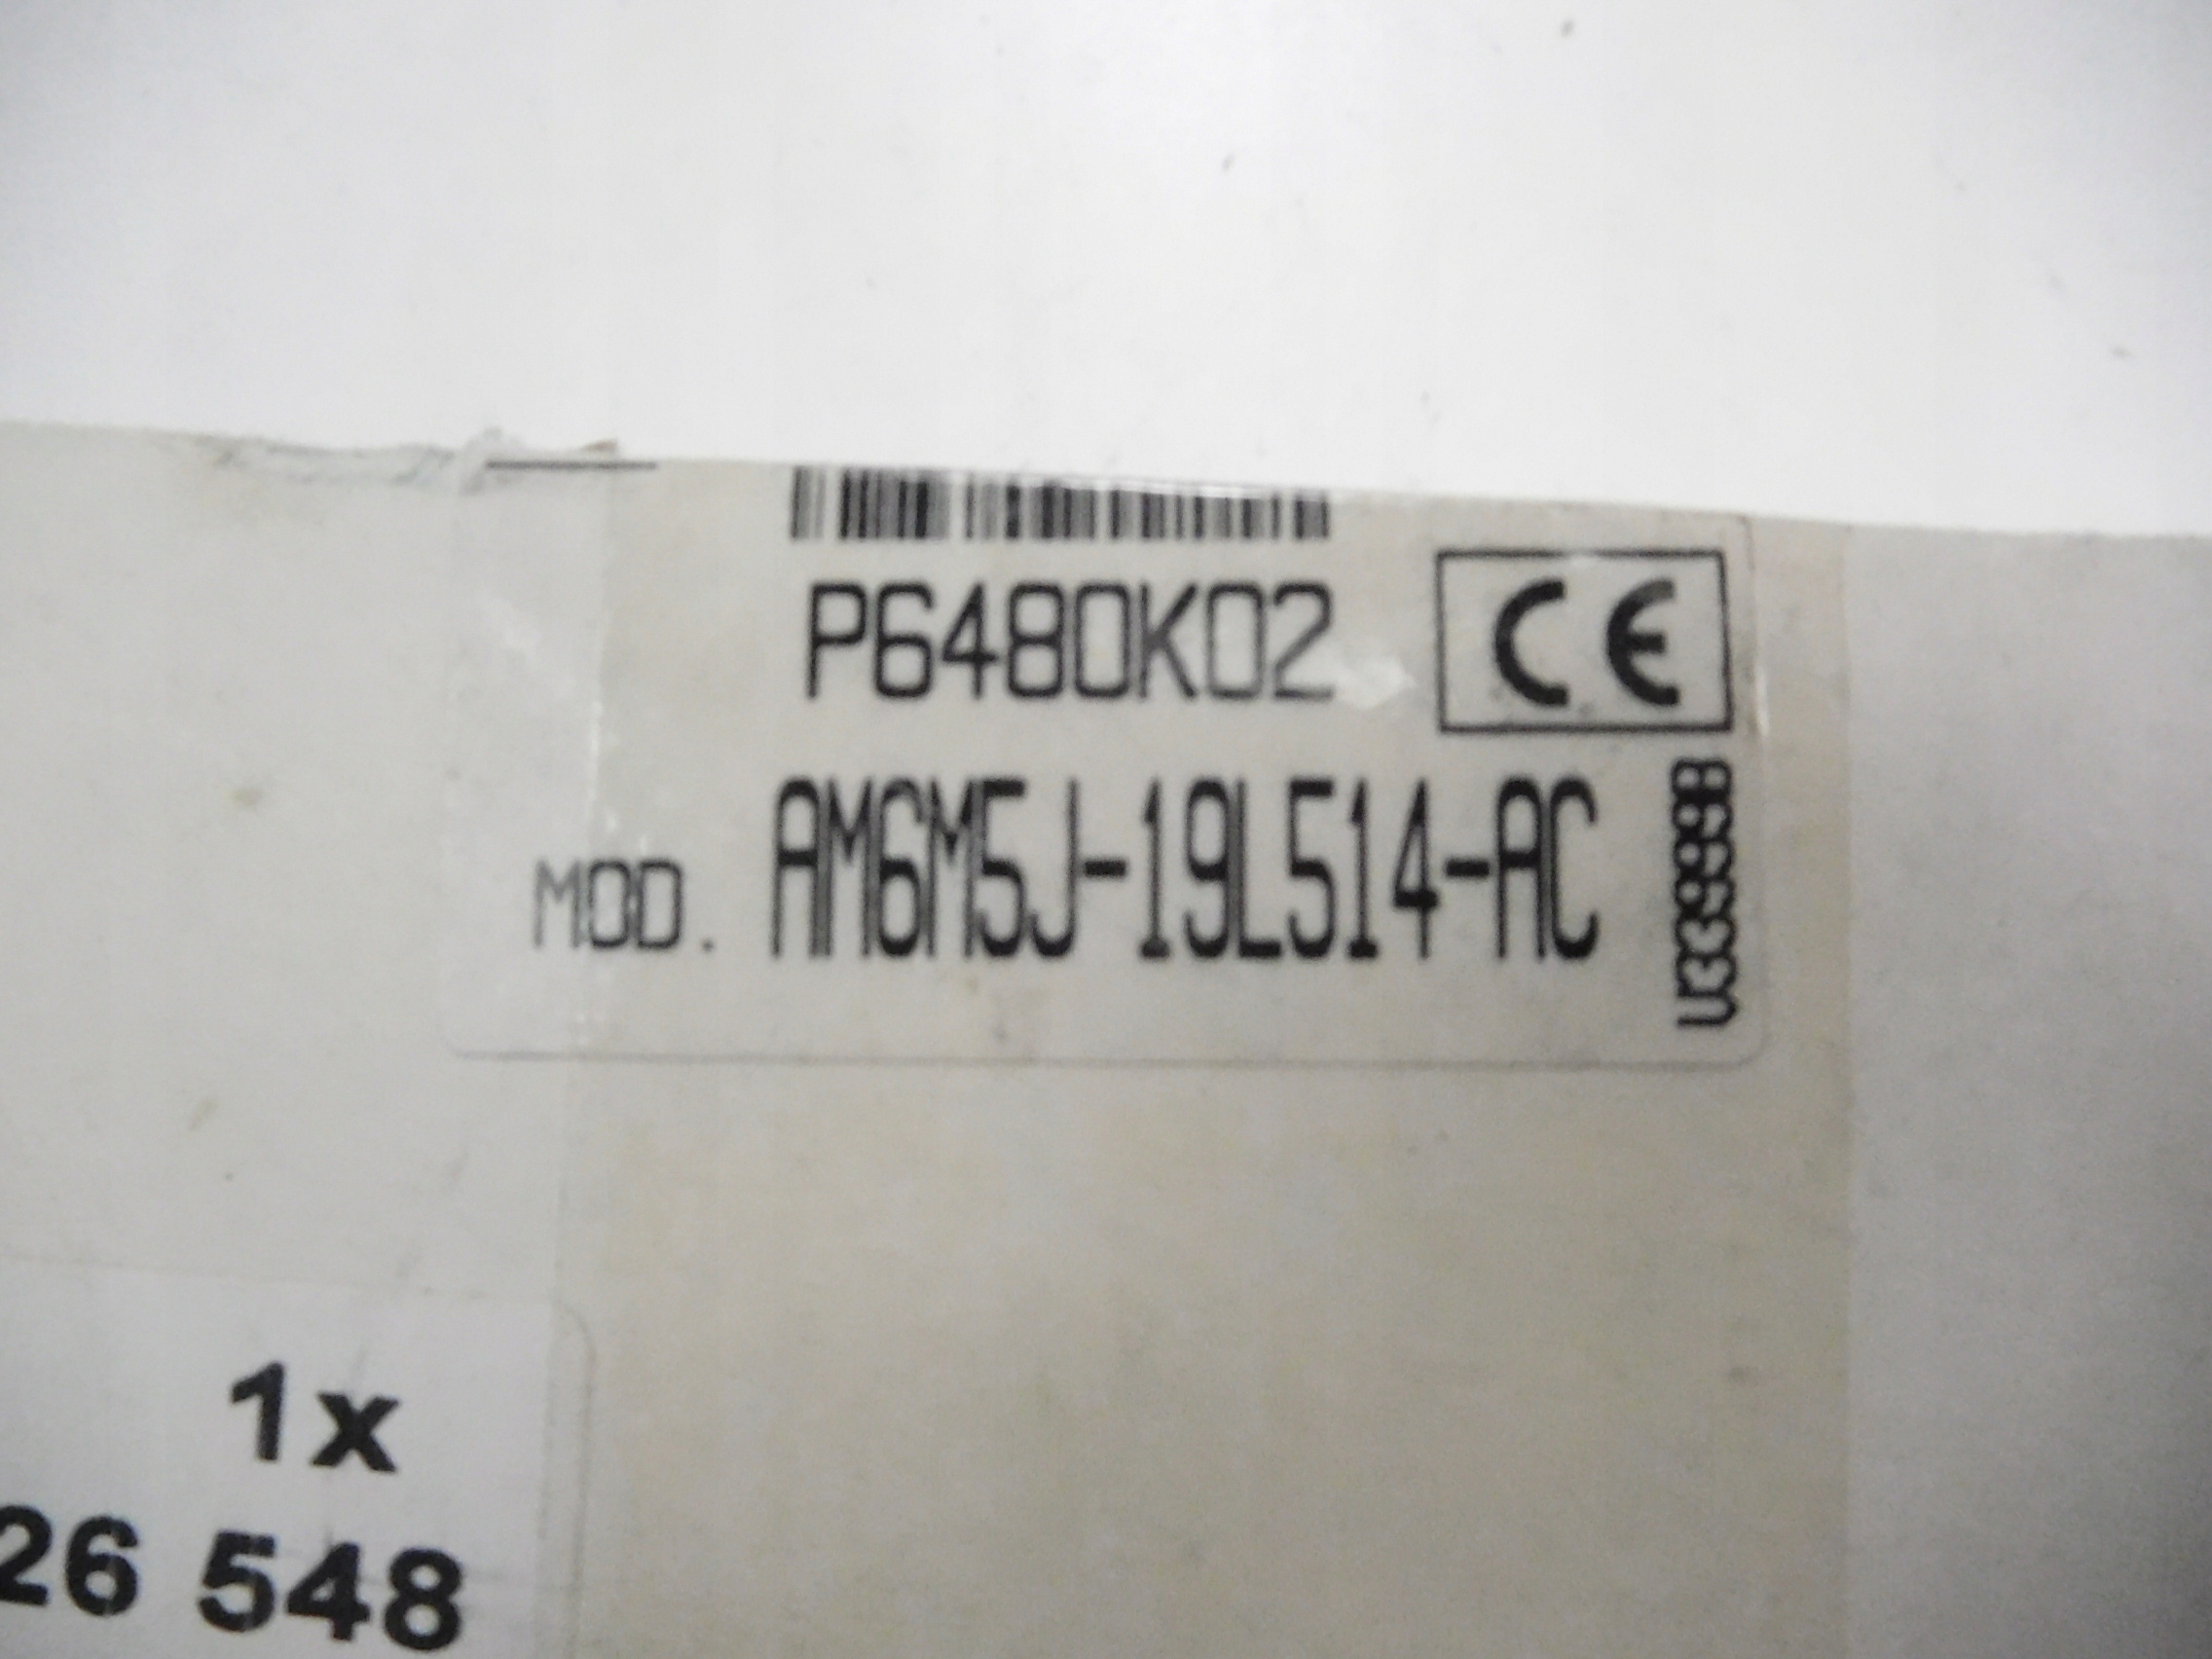 P6480K02
CE
MOD. AM6M5J-19L514-AC
1x
26 548